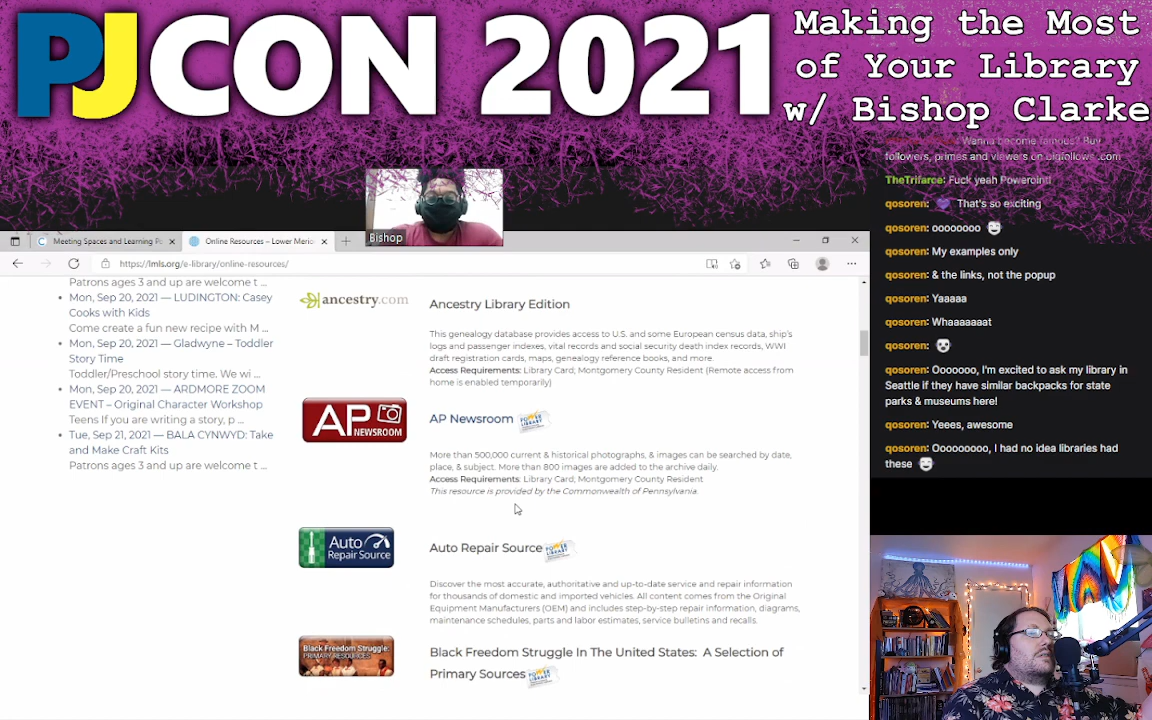 PJCON 2021
Making the Most
of Your Library
w/ Bishop Clarke
Wanna become famous? Buy
followers, primes and viewers on bigfollows .com
TheTrifarce: Fuck yeah Powerpoint!
qosoren: That's so exciting
qosoren: oooooooo
qosoren: My examples only
qosoren: & the links, not the popup
qosoren: Yaaaaa
qosoren: Whaaaaaaat
qosoren:
qosoren: Ooooooo, I'm excited to ask my library in
Seattle if they have similar backpacks for state
parks & museums here!
qosoren: Yeees, awesome
qosoren: Ooooooooo, I had no idea libraries had
these
Bishop
Meeting Spaces and Learning Po
Online Resources – Lower Merio
https://lmls.org/e-library/online-resources/
Patrons ages 3 and up are welcome t ...
Mon, Sep 20, 2021 — LUDINGTON: Casey
Cooks with Kids
Come create a fun new recipe with M ...
Mon, Sep 20, 2021 — Gladwyne – Toddler
Story Time
Toddler/Preschool story time. We wi ...
Mon, Sep 20, 2021 — ARDMORE ZOOM
EVENT – Original Character Workshop
Teens If you are writing a story, p ...
Tue, Sep 21, 2021 — BALA CYNWYD: Take
and Make Craft Kits
Patrons ages 3 and up are welcome t ...
ancestry.com
Ancestry Library Edition
This genealogy database provides access to U.S. and some European census data, ship's
logs and passenger indexes, vital records and social security death index records, WWI
draft registration cards, maps, genealogy reference books, and more.
Access Requirements: Library Card; Montgomery County Resident (Remote access from
home is enabled temporarily)
AP NEWSROOM
AP Newsroom
More than 500,000 current & historical photographs, & images can be searched by date,
place, & subject. More than 800 images are added to the archive daily.
Access Requirements: Library Card; Montgomery County Resident
This resource is provided by the Commonwealth of Pennsylvania.
Auto
Repair Source
Auto Repair Source
Discover the most accurate, authoritative and up-to-date service and repair information
for thousands of domestic and imported vehicles. All content comes from the Original
Equipment Manufacturers (OEM) and includes step-by-step repair information, diagrams,
maintenance schedules, parts and labor estimates, service bulletins and recalls.
Black Freedom Struggle:
PRIMARY RESOURCES
Black Freedom Struggle In The United States: A Selection of
Primary Sources